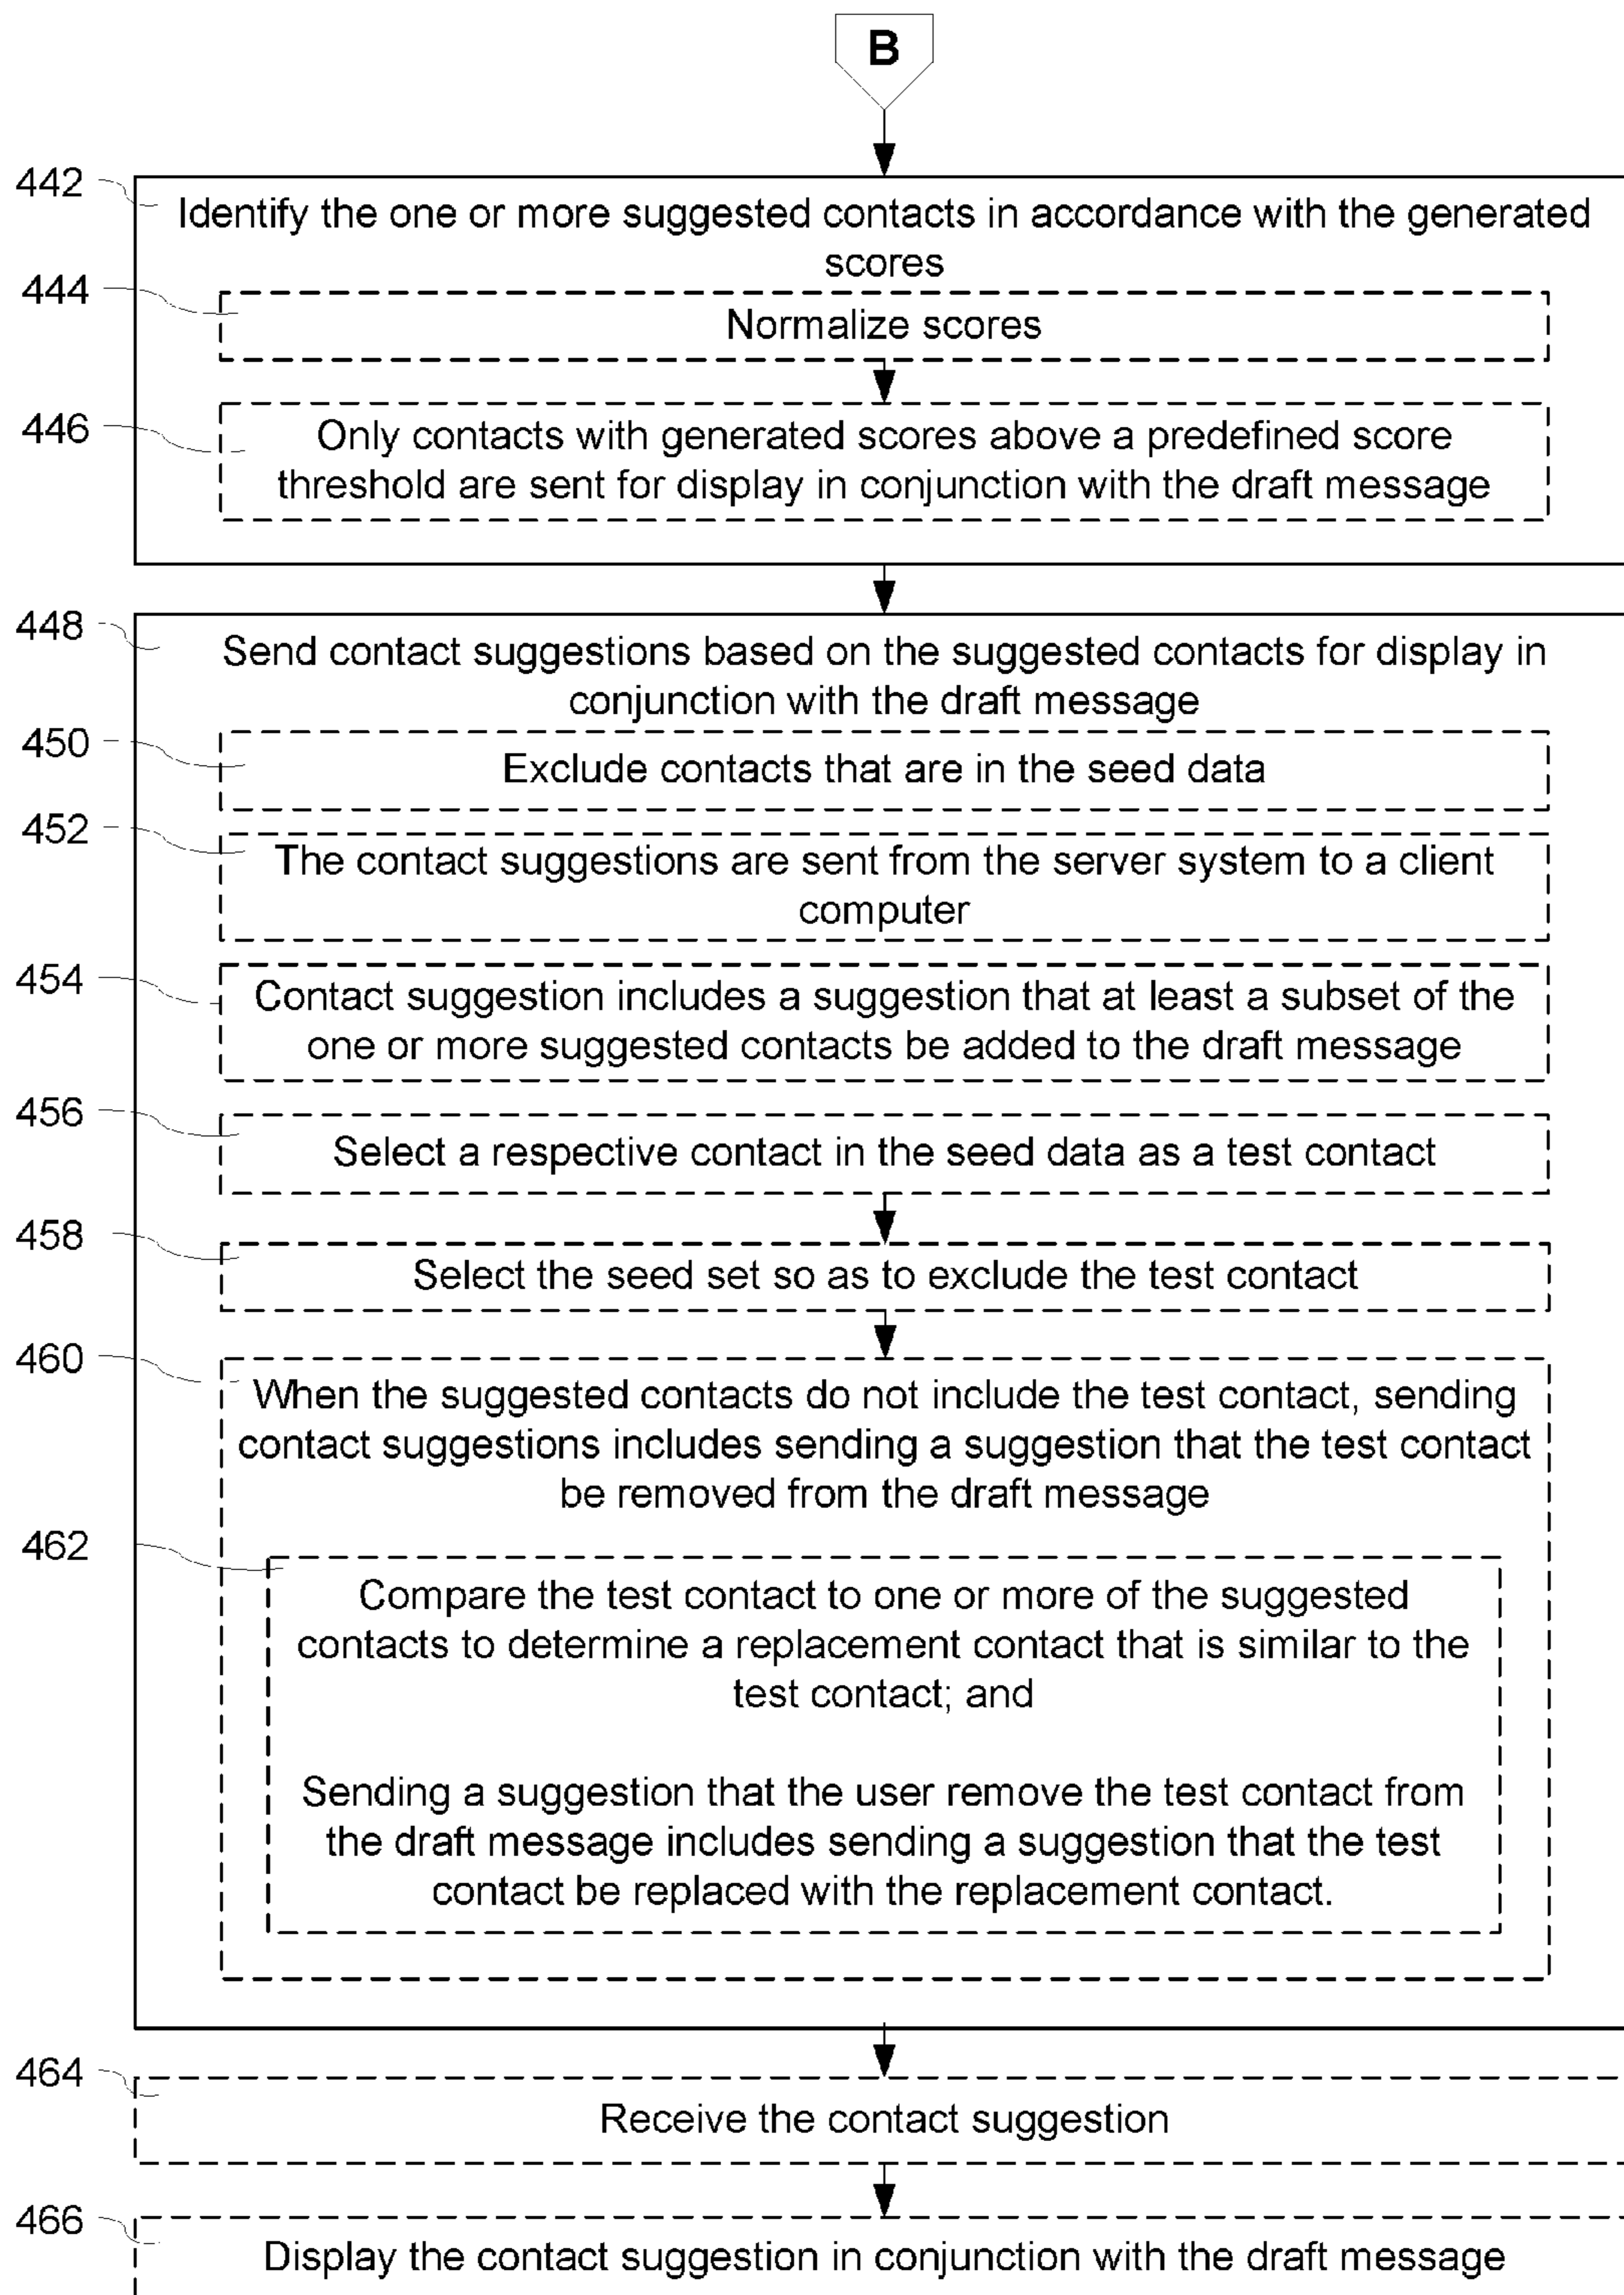 B
442
Identify the one or more suggested contacts in accordance with the generated
scores
444
Normalize scores
446
Only contacts with generated scores above a predefined score
threshold are sent for display in conjunction with the draft message
448
Send contact suggestions based on the suggested contacts for display in
conjunction with the draft message
450
Exclude contacts that are in the seed data
452
The contact suggestions are sent from the server system to a client
computer
454
Contact suggestion includes a suggestion that at least a subset of the
one or more suggested contacts be added to the draft message
456
Select a respective contact in the seed data as a test contact
458
Select the seed set so as to exclude the test contact
460
When the suggested contacts do not include the test contact, sending
contact suggestions includes sending a suggestion that the test contact
be removed from the draft message
462
Compare the test contact to one or more of the suggested
contacts to determine a replacement contact that is similar to the
test contact; and
Sending a suggestion that the user remove the test contact from
the draft message includes sending a suggestion that the test
contact be replaced with the replacement contact.
464
Receive the contact suggestion
466
Display the contact suggestion in conjunction with the draft message